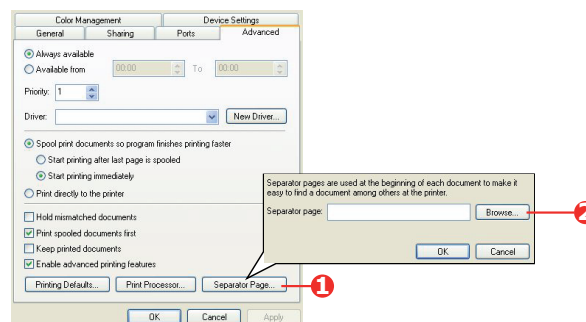 Color Management
Device Settings
General
Sharing
Ports
Advanced
Always available
Available from
00:00
To
00:00
Priority:
1
Driver:
New Driver...
Spool print documents so program finishes printing faster
Start printing after last page is spooled
Start printing immediately
Print directly to the printer
Hold mismatched documents
Print spooled documents first
Keep printed documents
Enable advanced printing features
Printing Defaults...
Print Processor...
Separator Page...
1
OK
Cancel
Apply
Separator pages are used at the beginning of each document to make it
easy to find a document among others at the printer.
Separator page:
Browse...
2
OK
Cancel